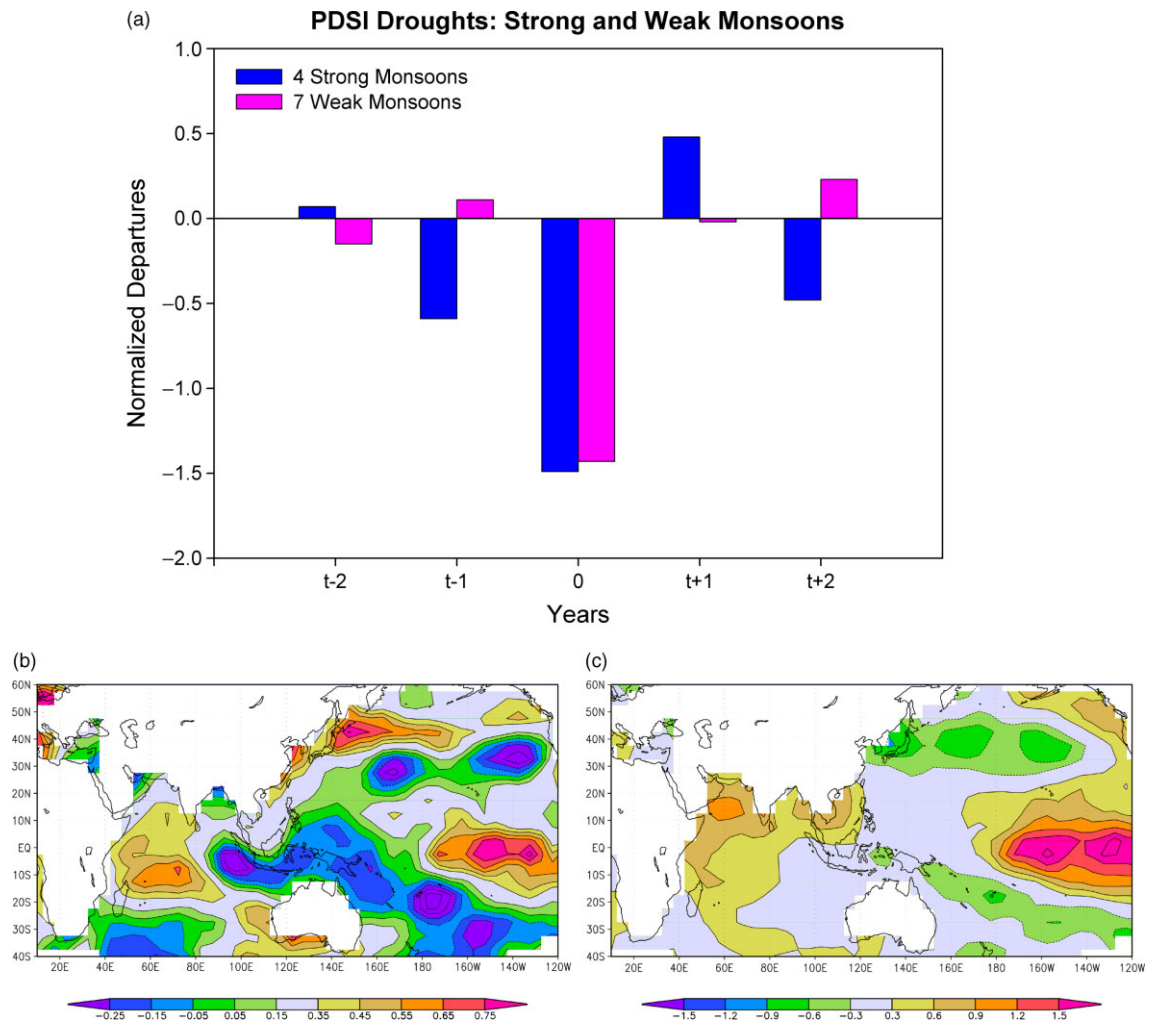 (a)
PDSI Droughts: Strong and Weak Monsoons
1.0
4 Strong Monsoons
7 Weak Monsoons
0.5
0.0
−0.5
−1.0
−1.5
−2.0
Normalized Departures
t-2 t-1 0 t+1 t+2
Years
(b) (c)
60N
50N
40N
30N
20N
10N
EQ
10S
20S
30S
40S
20E 40E 60E 80E 100E 120E 140E 160E 180 160W 140W 120W
−0.25 −0.15 −0.05 0.05 0.15 0.35 0.45 0.55 0.65 0.75
60N
50N
40N
30N
20N
10N
EQ
10S
20S
30S
40S
20E 40E 60E 80E 100E 120E 140E 160E 180 160W 140W 120W
−1.5 −1.2 −0.9 −0.6 −0.3 0.3 0.6 0.9 1.2 1.5